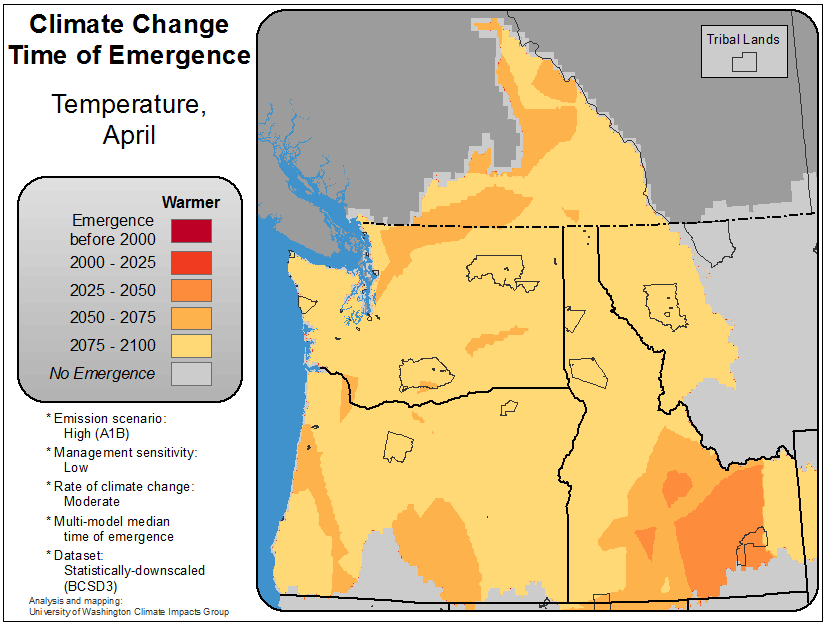 Climate Change
Time of Emergence
Temperature,
April
Warmer
Emergence
before 2000
2000 - 2025
2025 - 2050
2050 - 2075
2075 - 2100
No Emergence
* Emission scenario:
High (A1B)
* Management sensitivity:
Low
* Rate of climate change:
Moderate
* Multi-model median
time of emergence
* Dataset:
Statistically-downscaled
(BCSD3)
Analysis and mapping:
University of Washington Climate Impacts Group
Tribal Lands